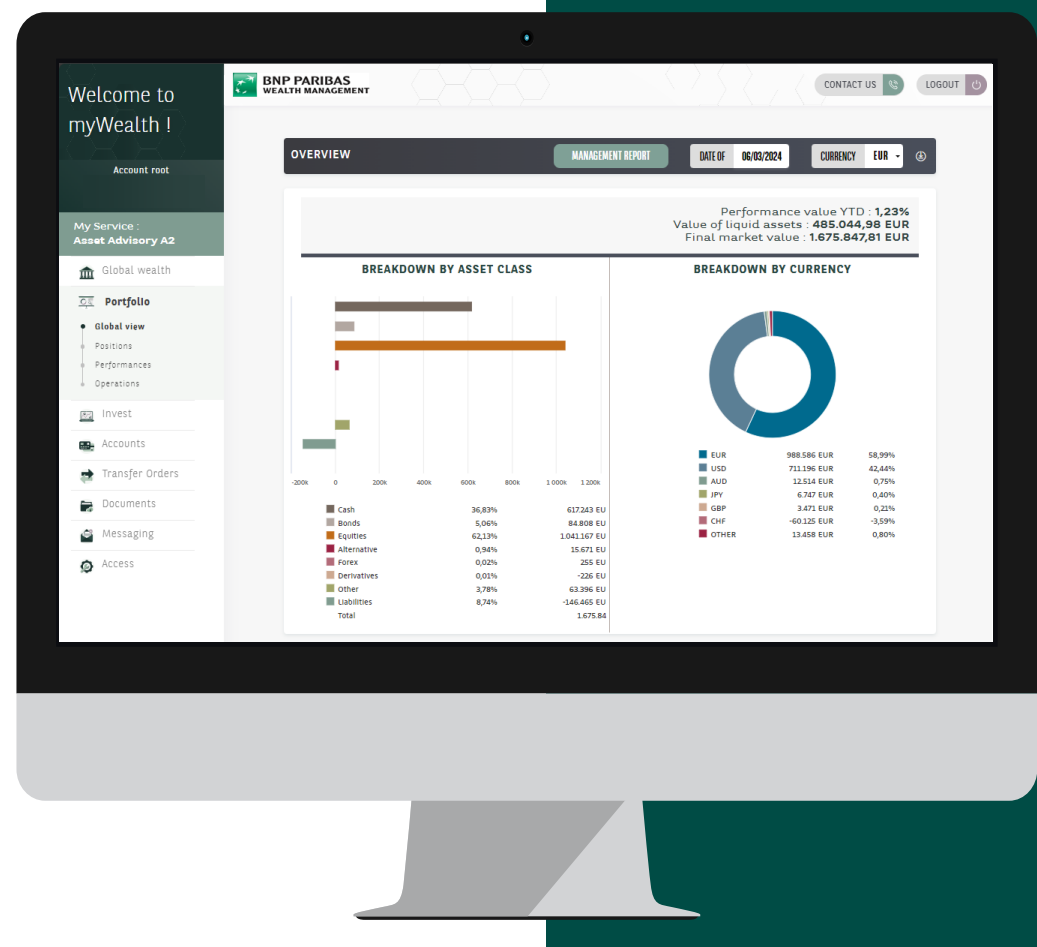 Welcome to
myWealth !
Account root
My Service :
Asset Advisory A2
Global wealth
Portfolio
Global view
Positions
Performances
Operations
Invest
Accounts
Transfer Orders
Documents
Messaging
Access
BNP PARIBAS
WEALTH MANAGEMENT
CONTACT US
LOGOUT
OVERVIEW
MANAGEMENT REPORT
DATE OF 06/03/2024
CURRENCY EUR
Performance value YTD : 1,23%
Value of liquid assets : 485.044,98 EUR
Final market value : 1.675.847,81 EUR
BREAKDOWN BY ASSET CLASS
-200k 0 200k 400k 600k 800k 1 000k 1 200k
Cash 36,83% 617.243 EU
Bonds 5,06% 84.808 EU
Equities 62,13% 1.041.167 EU
Alternative 0,94% 15.671 EU
Forex 0,02% 255 EU
Derivatives 0,01% -226 EU
Other 3,78% 63.396 EU
Liabilities 8,74% -146.465 EU
Total 1.675.84
BREAKDOWN BY CURRENCY
EUR 988.586 EUR 58,99%
USD 711.196 EUR 42,44%
AUD 12.514 EUR 0,75%
JPY 6.747 EUR 0,40%
GBP 3.471 EUR 0,21%
CHF -60.125 EUR -3,59%
OTHER 13.458 EUR 0,80%